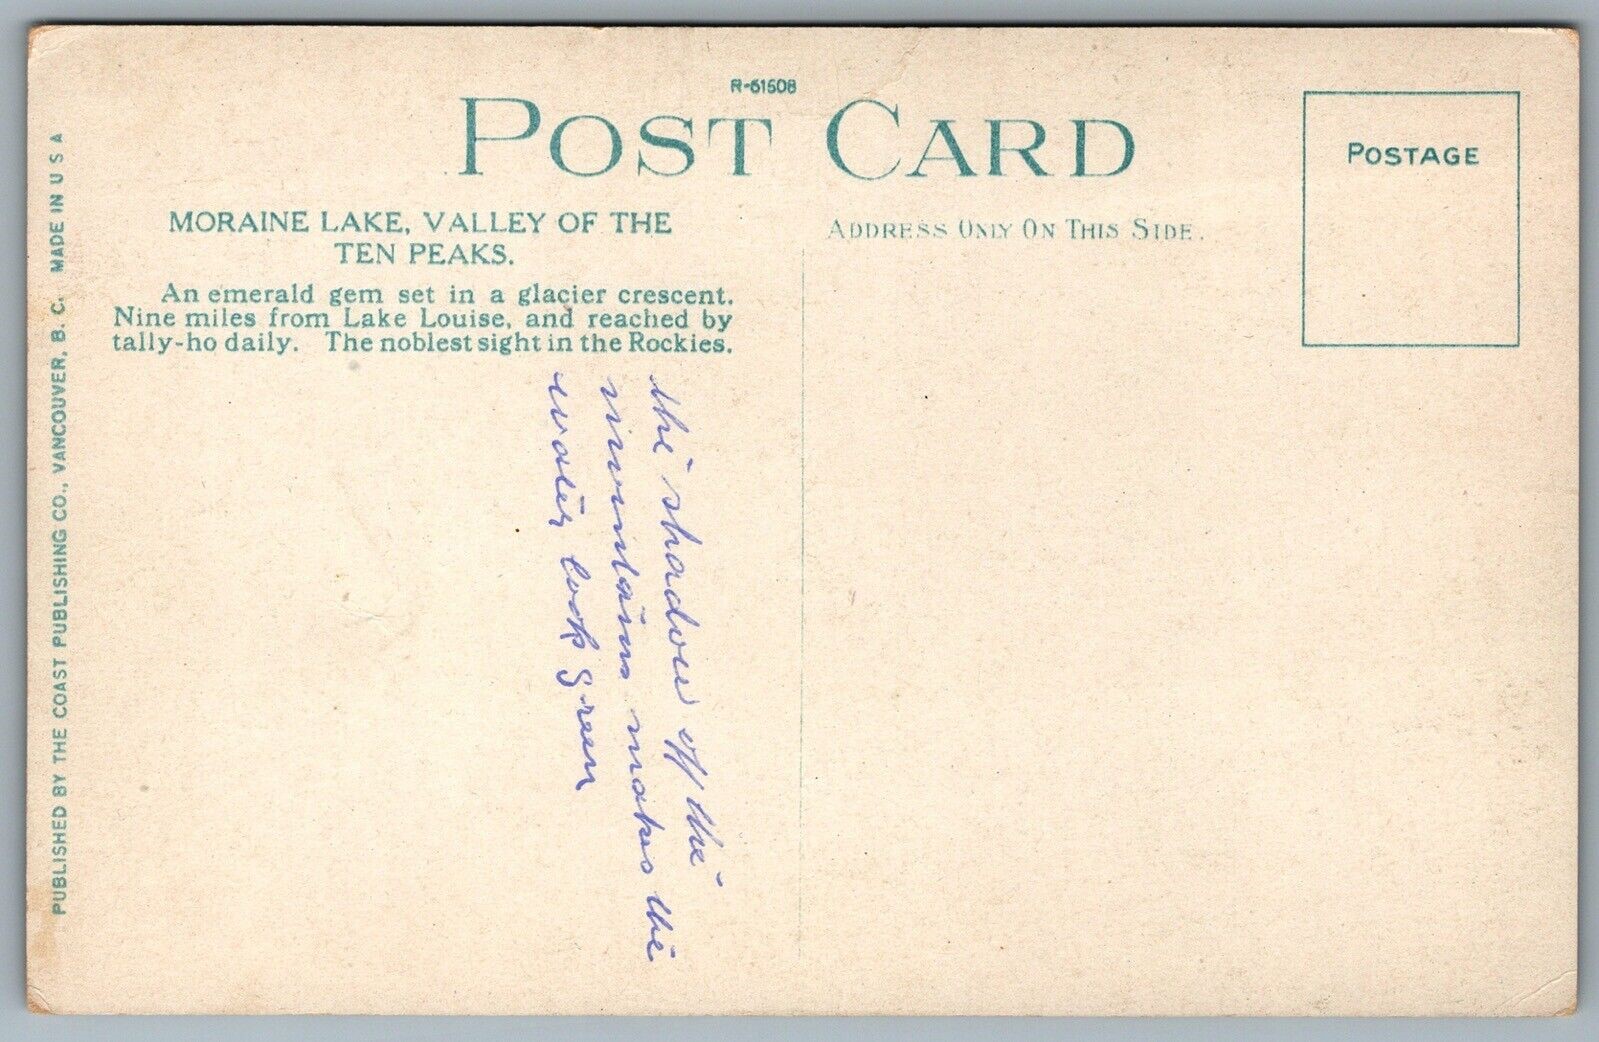 R-61508
POST CARD
MORAINE LAKE, VALLEY OF THE
TEN PEAKS.
An emerald gem set in a glacier crescent.
Nine miles from Lake Louise, and reached by
tally-ho daily. The noblest sight in the Rockies.
ADDRESS ONLY ON THIS SIDE.
POSTAGE
the shadow of the
mountains makes the
water look green
PUBLISHED BY THE COAST PUBLISHING CO., VANCOUVER, B. C. MADE IN U S A